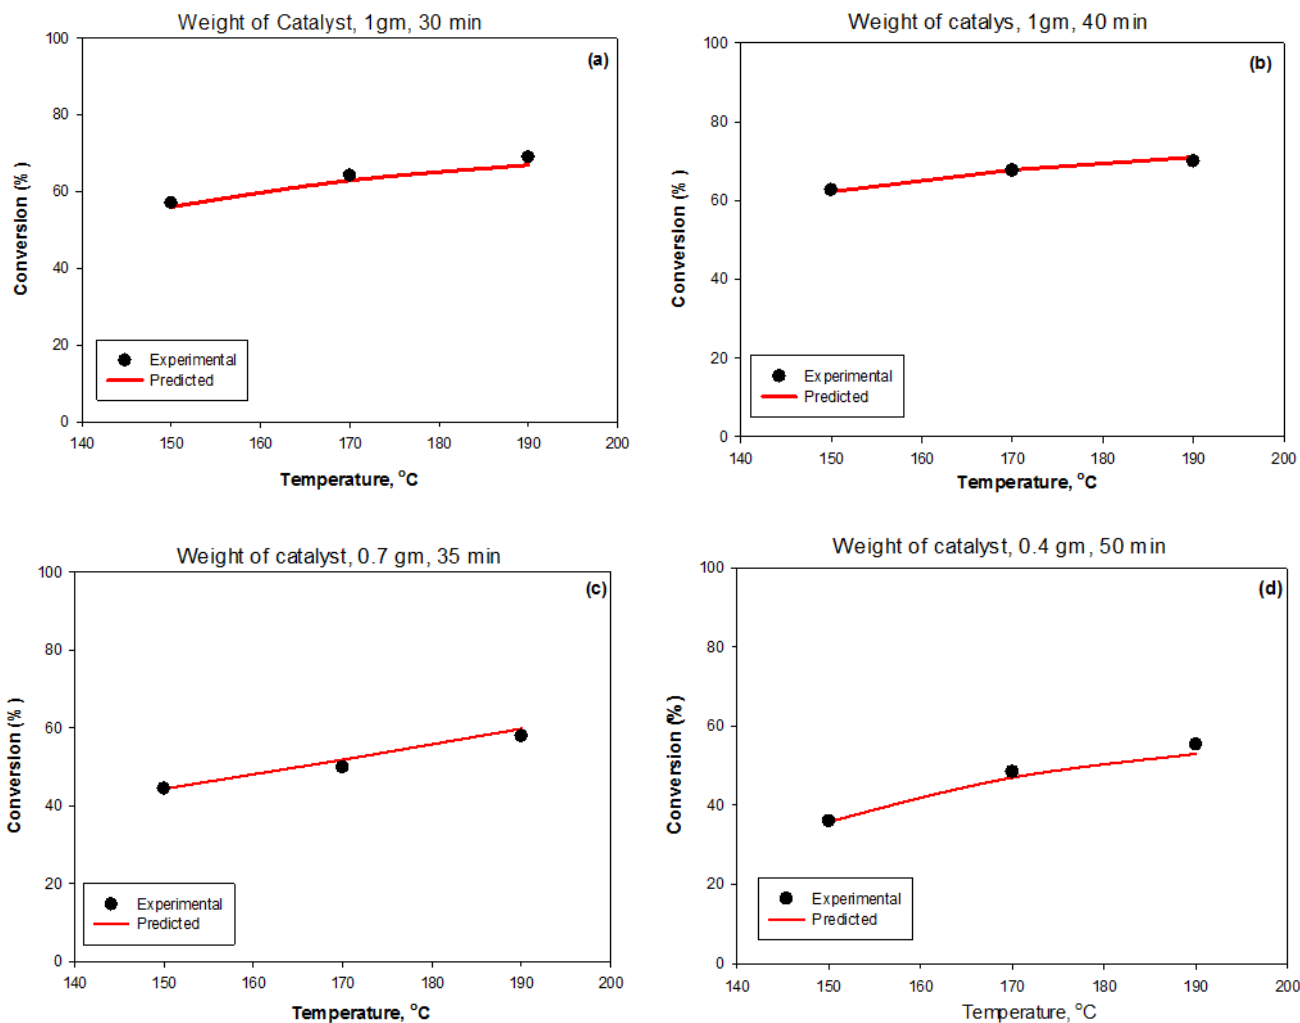 Weight of Catalyst, 1gm, 30 min
(a)
Conversion (%)
100
80
60
40
20
0
Experimental
Predicted
140 150 160 170 180 190 200
Temperature, °C
Weight of catalys, 1gm, 40 min
(b)
Conversion (%)
100
80
60
40
20
0
Experimental
Predicted
140 150 160 170 180 190 200
Temperature, °C
Weight of catalyst, 0.7 gm, 35 min
(c)
Conversion (%)
100
80
60
40
20
0
Experimental
Predicted
140 150 160 170 180 190 200
Temperature, °C
Weight of catalyst, 0.4 gm, 50 min
(d)
Conversion (%)
100
80
60
40
20
0
Experimental
Predicted
140 150 160 170 180 190 200
Temperature, °C